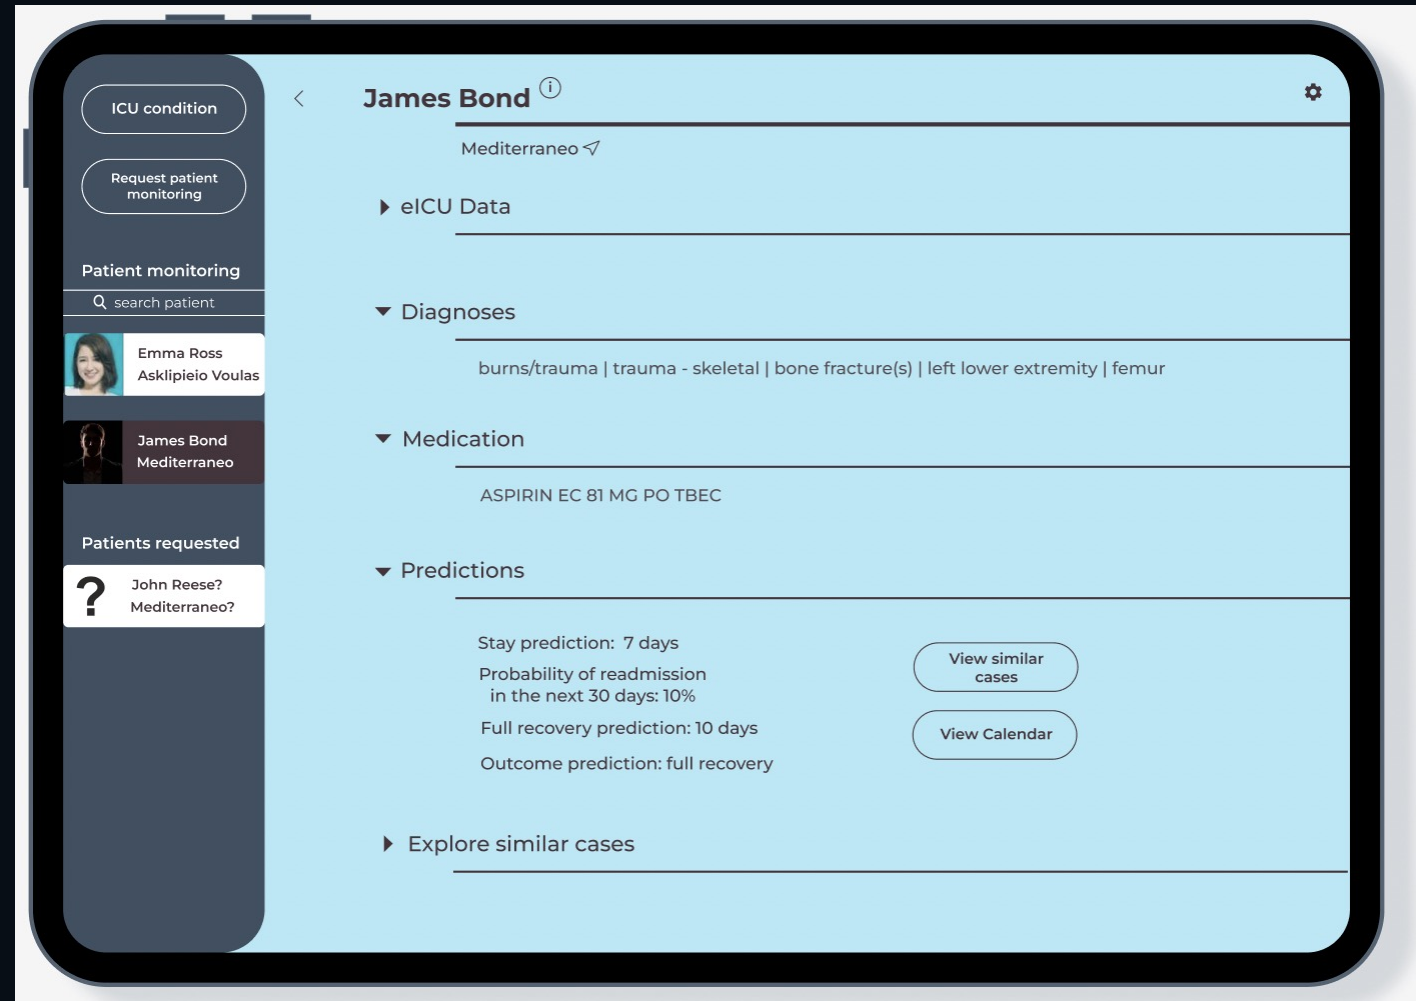 ICU condition
Request patient
monitoring
Patient monitoring
search patient
Emma Ross
Asklipieio Voulas
James Bond
Mediterraneo
Patients requested
?
John Reese?
Mediterraneo?
James Bond i
Mediterraneo
eICU Data
Diagnoses
burns/trauma | trauma - skeletal | bone fracture(s) | left lower extremity | femur
Medication
ASPIRIN EC 81 MG PO TBEC
Predictions
Stay prediction: 7 days
Probability of readmission
in the next 30 days: 10%
Full recovery prediction: 10 days
Outcome prediction: full recovery
View similar
cases
View Calendar
Explore similar cases